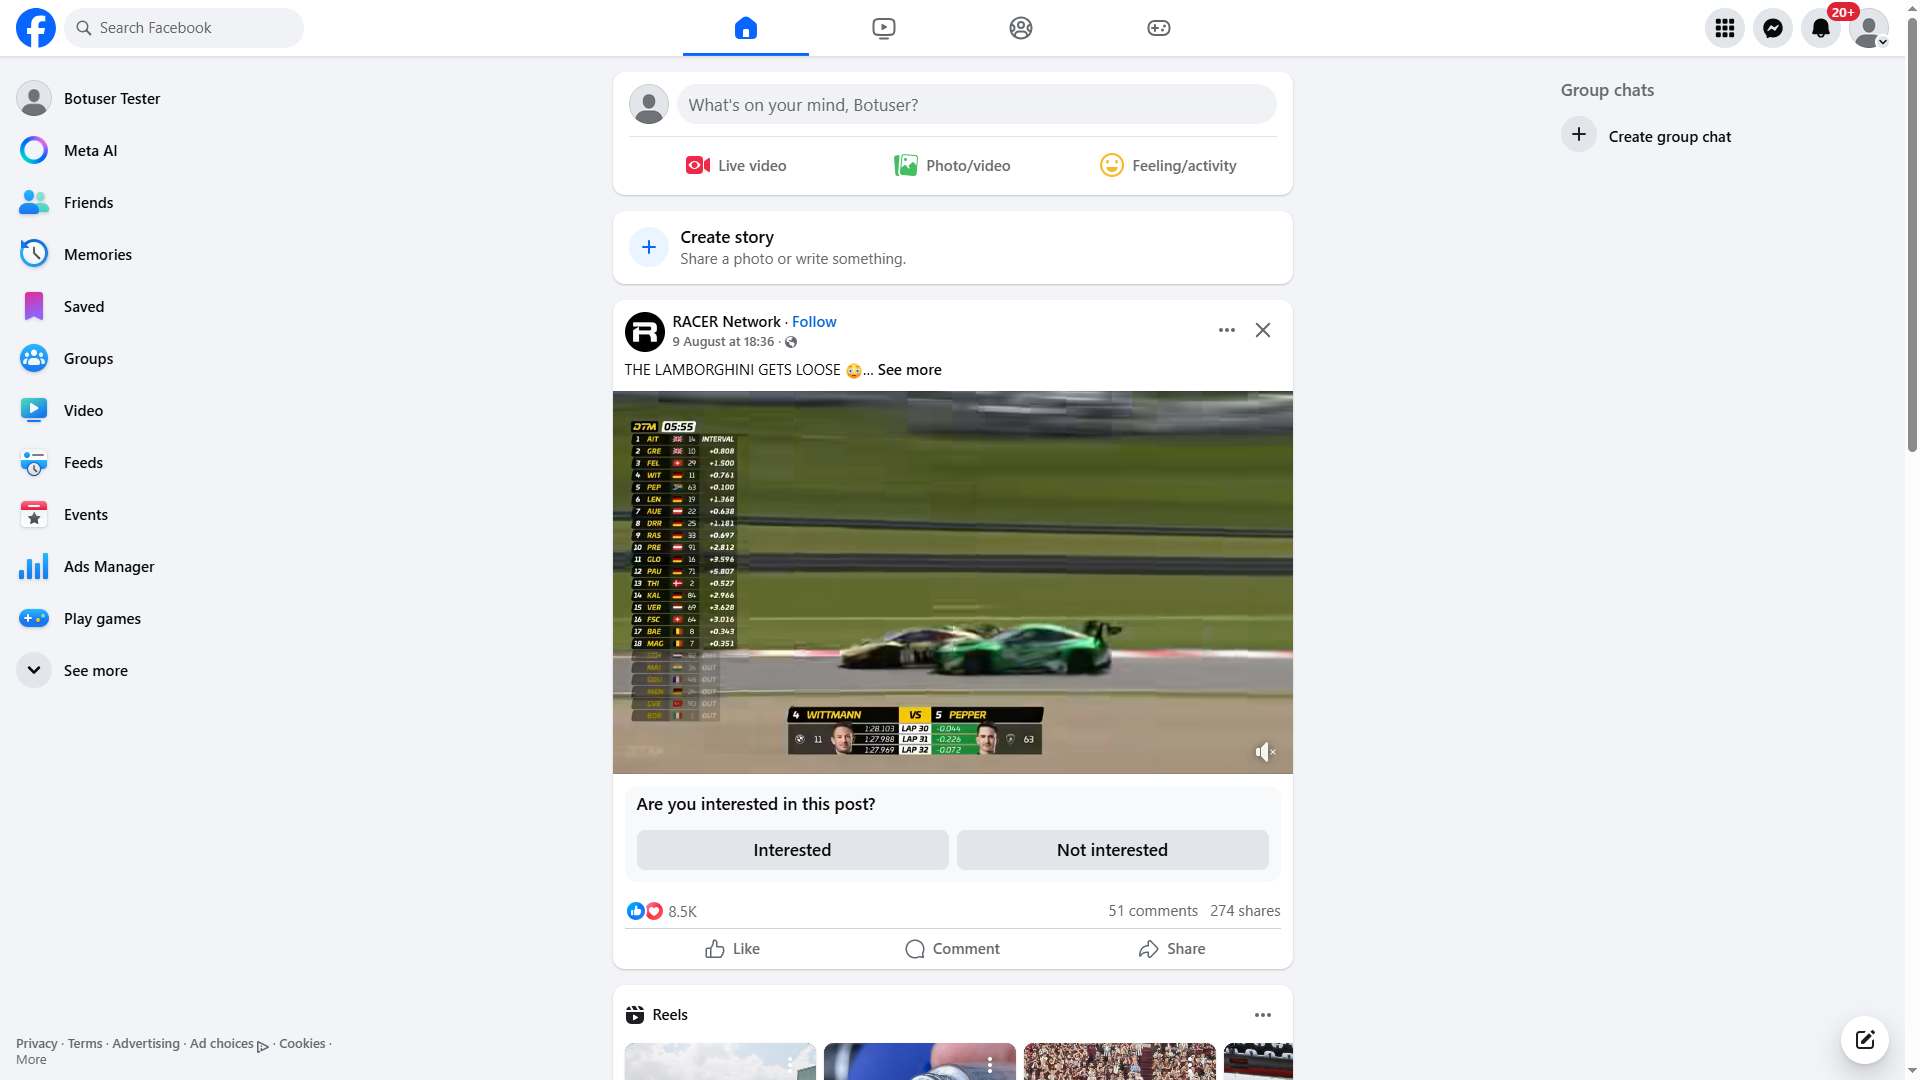 Search Facebook
20+
Botuser Tester
Meta AI
Friends
Memories
Saved
Groups
Video
Feeds
Events
Ads Manager
Play games
See more
Privacy · Terms · Advertising · Ad choices · Cookies ·
More
What's on your mind, Botuser?
Live video
Photo/video
Feeling/activity
Create story
Share a photo or write something.
RACER Network · Follow
9 August at 18:36 ·
THE LAMBORGHINI GETS LOOSE 😳... See more
DTM 05:55
1 AIT 14 INTERVAL
2 GRE 10 +0.808
3 FEL 29 +1.500
4 WIT 11 +0.761
5 PEP 63 +0.100
6 LEN 19 +1.368
7 AUE 22 +0.638
8 DRR 25 +1.181
9 RAS 33 +0.697
10 PRE 91 +2.812
11 GLO 16 +3.596
12 PAU 71 +5.807
13 THI 2 +0.527
14 KAL 84 +2.966
15 VER 69 +3.628
16 FSC 64 +3.016
17 BAE 8 +0.343
18 MAG 7 +0.351
OUT
MAI 36 OUT
COU 48 OUT
MEN 24 OUT
90 OUT
BOR 1 OUT
4 WITTMANN VS 5 PEPPER
1:28.103 LAP 30 -0.044
11 1:27.988 LAP 31 -0.226 63
1:27.969 LAP 32 -0.072
Are you interested in this post?
Interested
Not interested
8.5K
51 comments 274 shares
Like
Comment
Share
Reels
Group chats
Create group chat